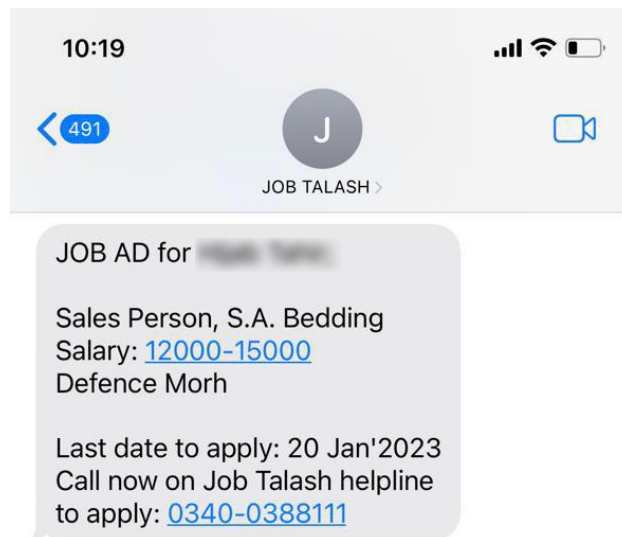 10:19
491
J
JOB TALASH
JOB AD for
Sales Person, S.A. Bedding
Salary: 12000-15000
Defence Morh
Last date to apply: 20 Jan'2023
Call now on Job Talash helpline
to apply: 0340-0388111